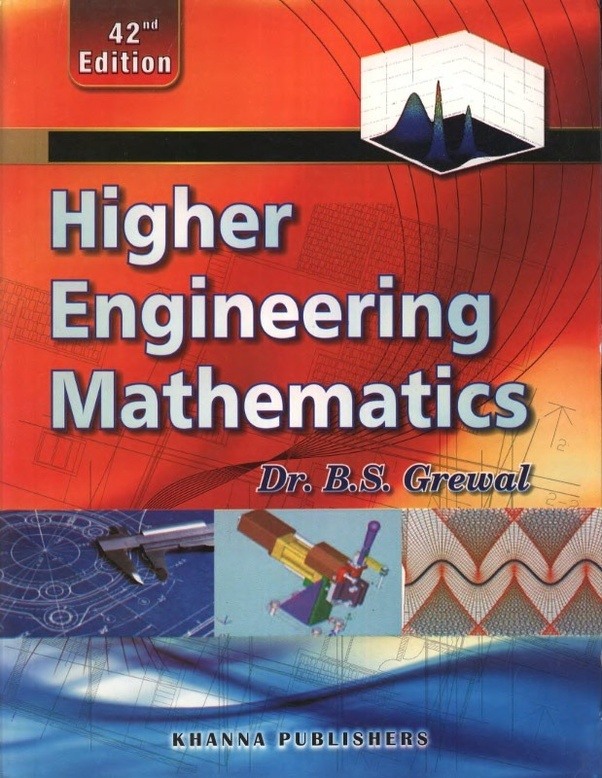 42nd
Edition
Higher
Engineering
Mathematics
Dr. B.S. Grewal
KHANNA PUBLISHERS